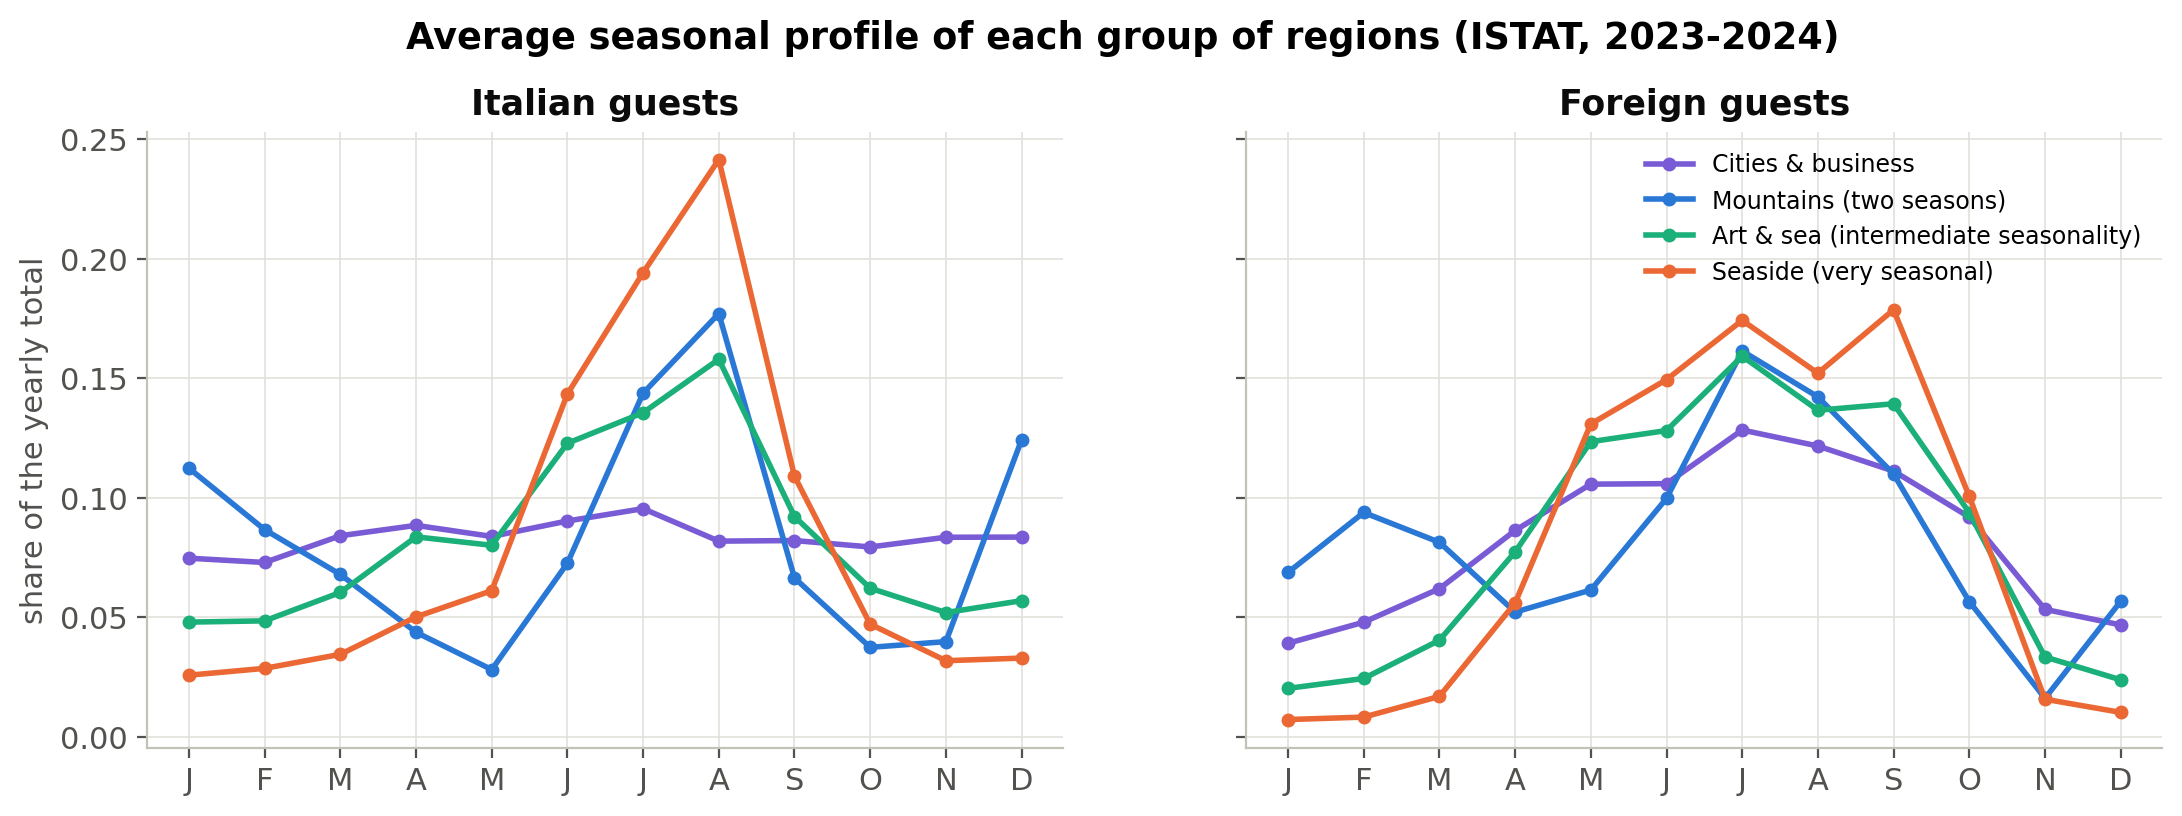 Average seasonal profile of each group of regions (ISTAT, 2023-2024)
Italian guests
share of the yearly total
0.25
0.20
0.15
0.10
0.05
0.00
J F M A M J J A S O N D
Foreign guests
Cities & business
Mountains (two seasons)
Art & sea (intermediate seasonality)
Seaside (very seasonal)
J F M A M J J A S O N D